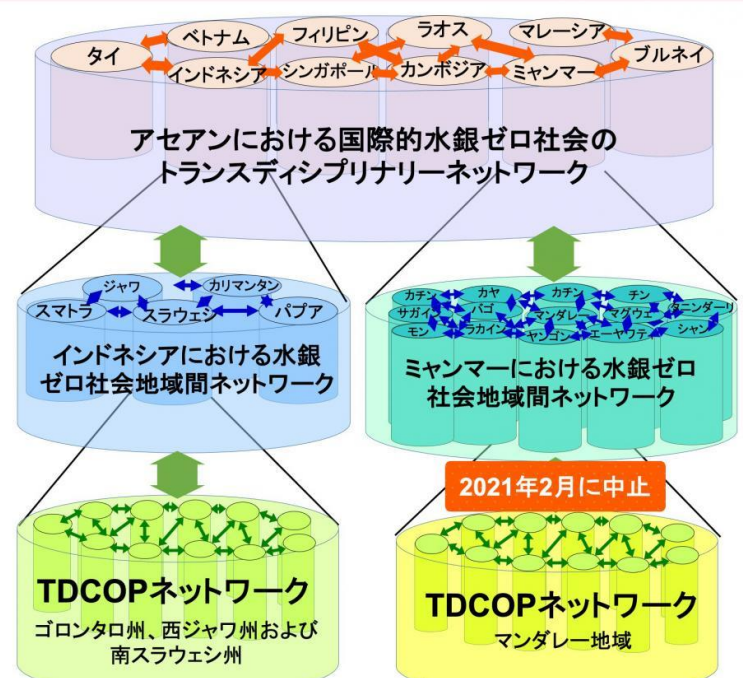 ベトナム
フィリピン
ラオス
マレーシア
タイ
ブルネイ
インドネシア
シンガポール
カンボジア
ミャンマー
アセアンにおける国際的水銀ゼロ社会の
トランスディシプリナリーネットワーク
ジャワ
カリマンタン
スマトラ
スラウェシ
パプア
インドネシアにおける水銀
ゼロ社会地域間ネットワーク
カチン
カヤ
カチン
チン
サガイン
バゴ
マンダレー
マグウェ
タニンダーリ
モン
ラカイン
ヤンゴン
エーヤワテ
シャン
ミャンマーにおける水銀ゼロ
社会地域間ネットワーク
2021年2月に中止
TDCOPネットワーク
ゴロンタロ州、西ジャワ州および
南スラウェシ州
TDCOPネットワーク
マンダレー地域